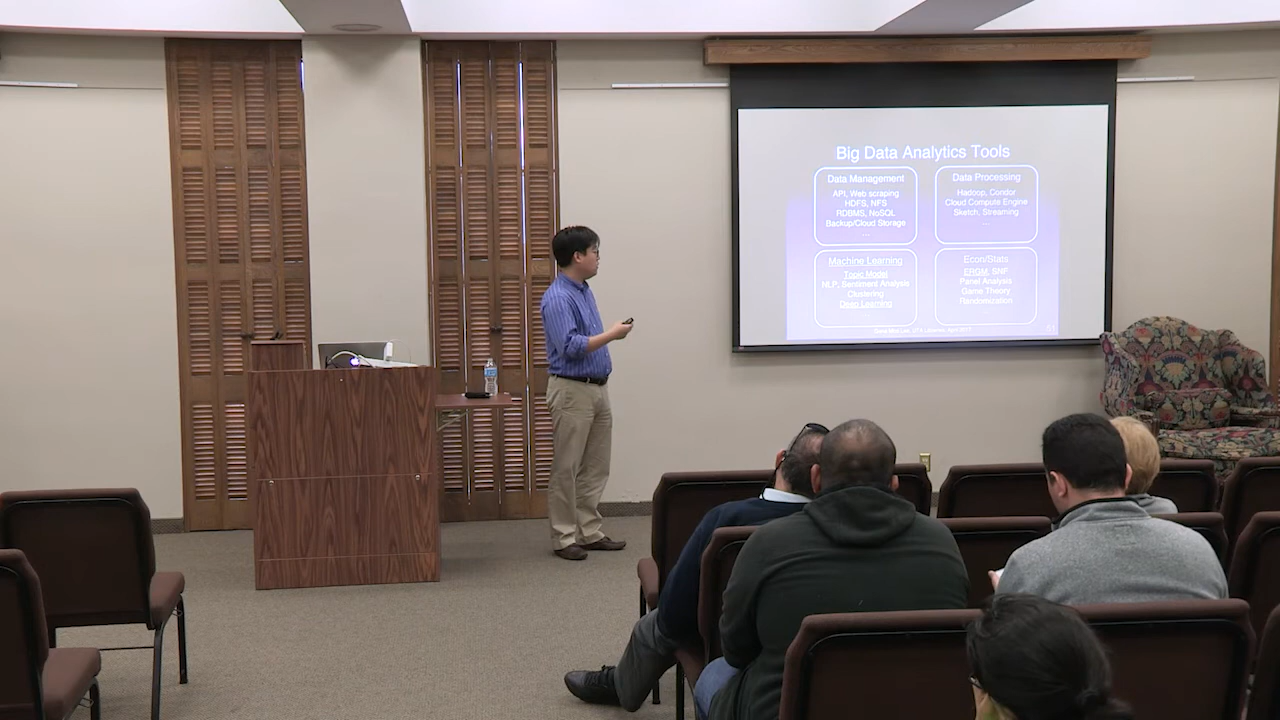 Big Data Analytics Tools
Data Management
API, Web scraping
HDFS, NFS
RDBMS, NoSQL
Backup/Cloud Storage
...
Data Processing
Hadoop, Condor
Cloud Compute Engine
Sketch, Streaming
...
Machine Learning
Topic Model
NLP, Sentiment Analysis
Clustering
Deep Learning
Econ/Stats
ERGM, SNF
Panel Analysis
Game Theory
Randomization